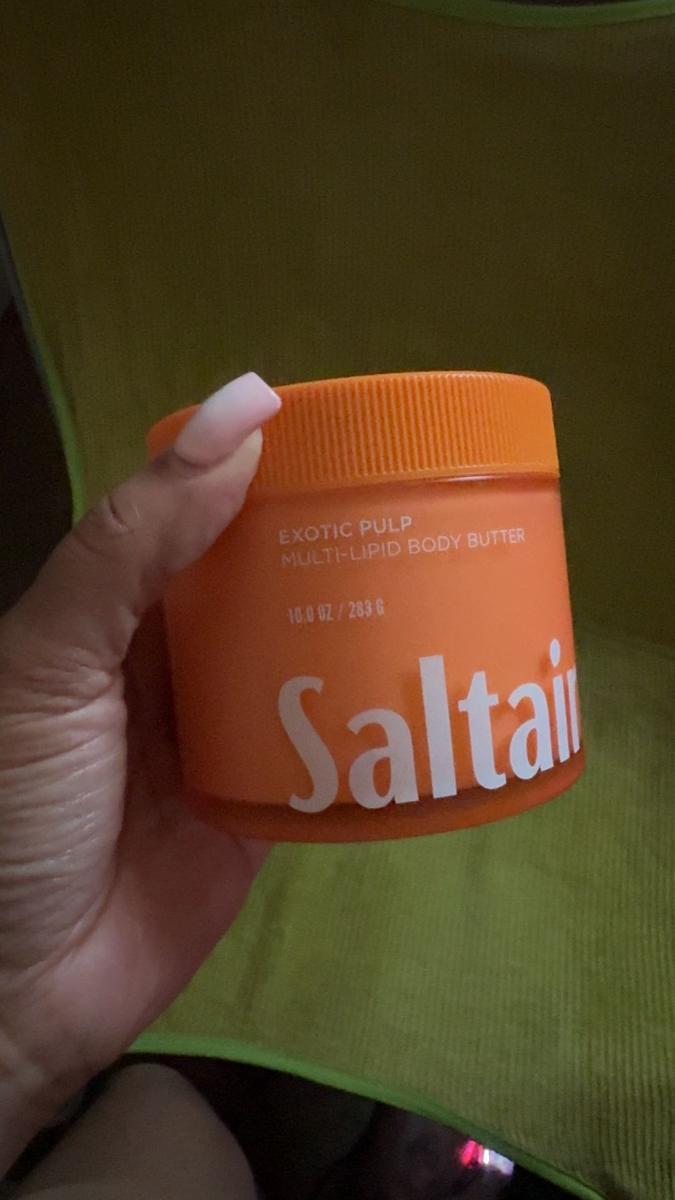 EXOTIC PULP
MULTI-LIPID BODY BUTTER
10.0 OZ / 283 G
Saltair